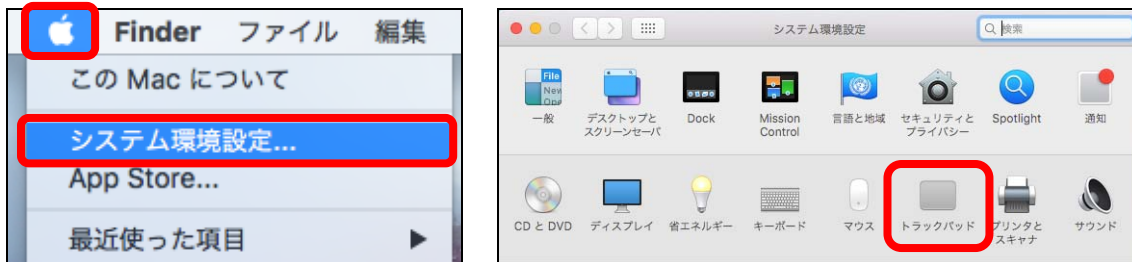 Finder ファイル 編集
この Mac について
システム環境設定...
App Store...
最近使った項目
システム環境設定
検索
File
New
Ope
一般
デスクトップと
スクリーンセーバ
Dock
Mission
Control
言語と地域
セキュリティと
プライバシー
Spotlight
通知
CD と DVD
ディスプレイ
省エネルギー
キーボード
マウス
トラックパッド
プリンタと
スキャナ
サウンド